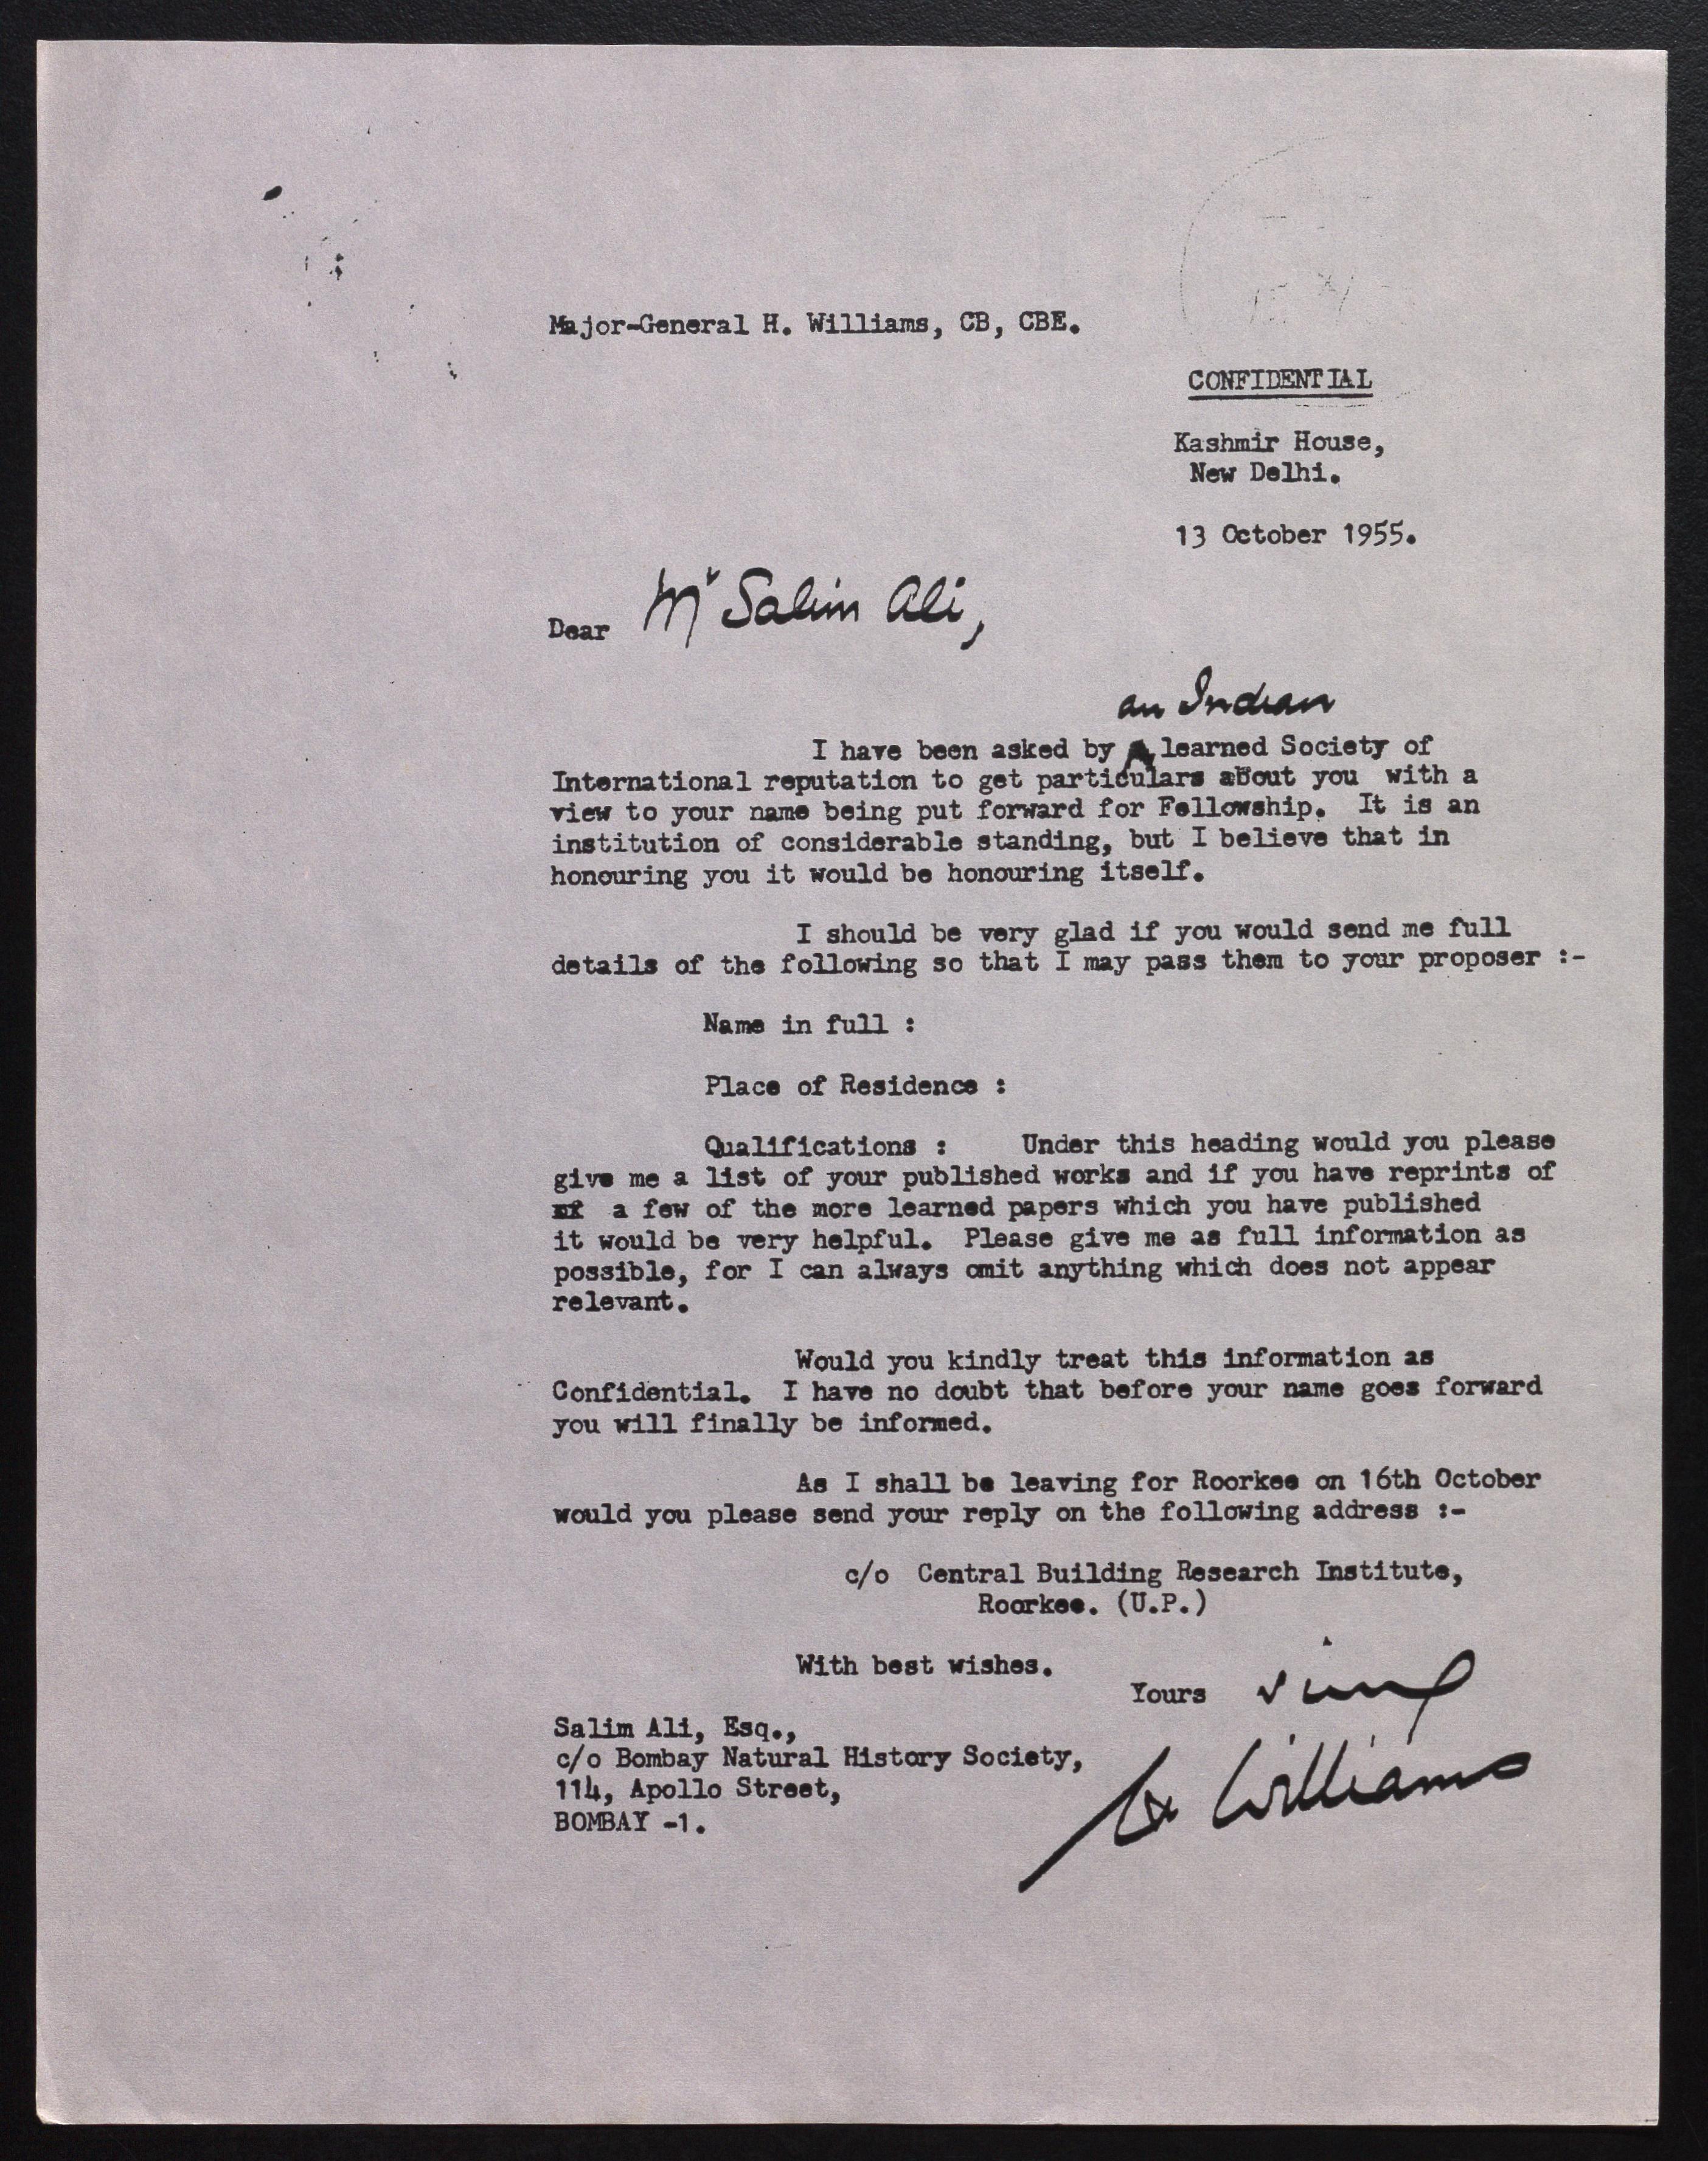 Major-General H. Williams, CB, CBE.
CONFIDENTIAL
Kashmir House,
New Delhi.
13 October 1955.
Dear Mr Salim Ali,
an Indian
I have been asked by learned Society of
International reputation to get particulars about you with a
view to your name being put forward for Fellowship. It is an
institution of considerable standing, but I believe that in
honouring you it would be honouring itself.
I should be very glad if you would send me full
details of the following so that I may pass them to your proposer :-
Name in full :
Place of Residence :
Qualifications : Under this heading would you please
give me a list of your published works and if you have reprints of
a few of the more learned papers which you have published
it would be very helpful. Please give me as full information as
possible, for I can always omit anything which does not appear
relevant.
Would you kindly treat this information as
Confidential. I have no doubt that before your name goes forward
you will finally be informed.
As I shall be leaving for Roorkee on 16th October
would you please send your reply on the following address :-
c/o Central Building Research Institute,
Roorkee. (U.P.)
With best wishes.
Yours
H Williams
Salim Ali, Esq.,
c/o Bombay Natural History Society,
114, Apollo Street,
BOMBAY -1.